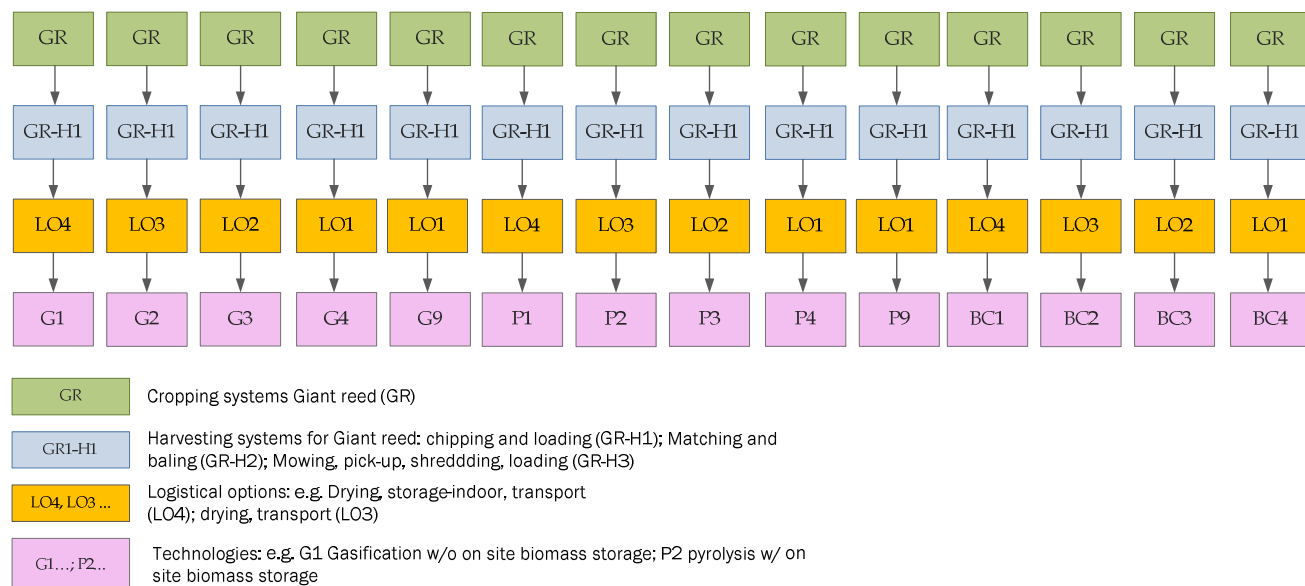 GR GR GR GR GR GR GR GR GR GR GR GR GR GR
GR-H1 GR-H1 GR-H1 GR-H1 GR-H1 GR-H1 GR-H1 GR-H1 GR-H1 GR-H1 GR-H1 GR-H1 GR-H1 GR-H1
LO4 LO3 LO2 LO1 LO1 LO4 LO3 LO2 LO1 LO1 LO4 LO3 LO2 LO1
G1 G2 G3 G4 G9 P1 P2 P3 P4 P9 BC1 BC2 BC3 BC4
GR Cropping systems Giant reed (GR)
GR1-H1 Harvesting systems for Giant reed: chipping and loading (GR-H1); Matching and
baling (GR-H2); Mowing, pick-up, shreddding, loading (GR-H3)
LO4, LO3 ... Logistical options: e.g. Drying, storage-indoor, transport
(LO4); drying, transport (LO3)
G1...; P2... Technologies: e.g. G1 Gasification w/o on site biomass storage; P2 pyrolysis w/ on
site biomass storage